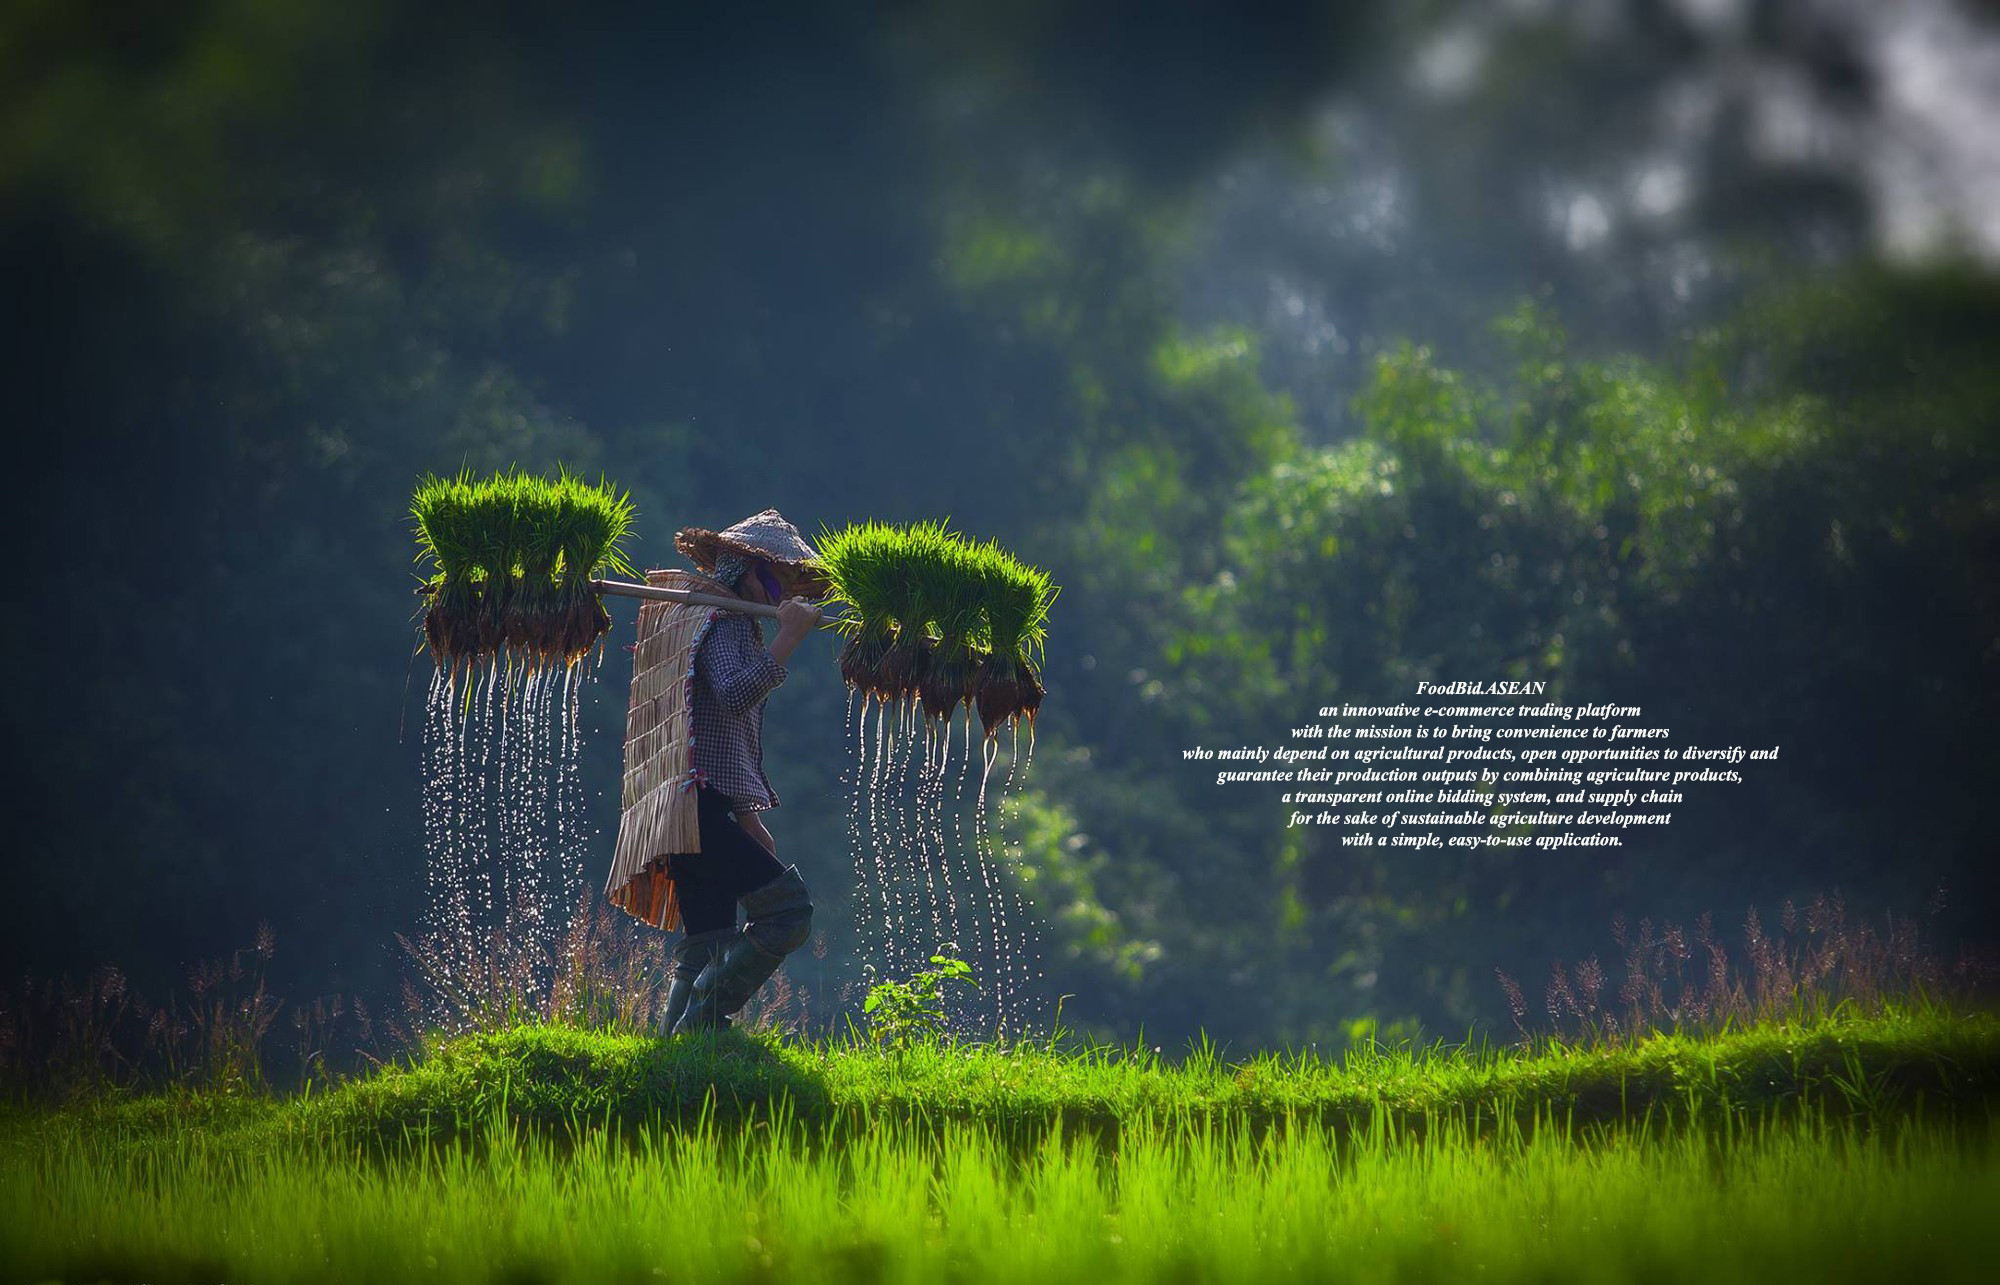 FoodBid.ASEAN
an innovative e-commerce trading platform
with the mission is to bring convenience to farmers
who mainly depend on agricultural products, open opportunities to diversify and
guarantee their production outputs by combining agriculture products,
a transparent online bidding system, and supply chain
for the sake of sustainable agriculture development
with a simple, easy-to-use application.